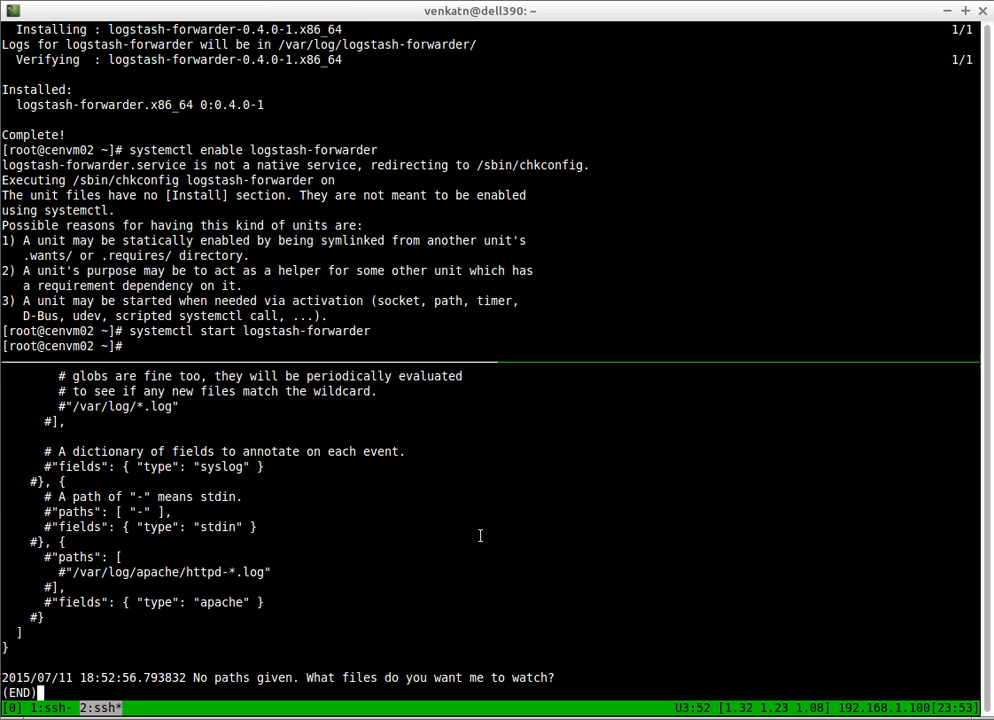 venkatn@dell390: ~
  Installing : logstash-forwarder-0.4.0-1.x86_64 1/1
Logs for logstash-forwarder will be in /var/log/logstash-forwarder/
  Verifying  : logstash-forwarder-0.4.0-1.x86_64 1/1
Installed:
  logstash-forwarder.x86_64 0:0.4.0-1
Complete!
[root@cenvm02 ~]# systemctl enable logstash-forwarder
logstash-forwarder.service is not a native service, redirecting to /sbin/chkconfig.
Executing /sbin/chkconfig logstash-forwarder on
The unit files have no [Install] section. They are not meant to be enabled
using systemctl.
Possible reasons for having this kind of units are:
1) A unit may be statically enabled by being symlinked from another unit's
   .wants/ or .requires/ directory.
2) A unit's purpose may be to act as a helper for some other unit which has
   a requirement dependency on it.
3) A unit may be started when needed via activation (socket, path, timer,
   D-Bus, udev, scripted systemctl call, ...).
[root@cenvm02 ~]# systemctl start logstash-forwarder
[root@cenvm02 ~]#
        # globs are fine too, they will be periodically evaluated
        # to see if any new files match the wildcard.
        #"/var/log/*.log"
      #],
      # A dictionary of fields to annotate on each event.
      #"fields": { "type": "syslog" }
    #}, {
      # A path of "-" means stdin.
      #"paths": [ "-" ],
      #"fields": { "type": "stdin" }
    #}, {
      #"paths": [
        #"/var/log/apache/httpd-*.log"
      #],
      #"fields": { "type": "apache" }
    #}
  ]
}
2015/07/11 18:52:56.793832 No paths given. What files do you want me to watch?
(END)
[0] 1:ssh- 2:ssh* U3:52 [1.32 1.23 1.08] 192.168.1.100[23:53]